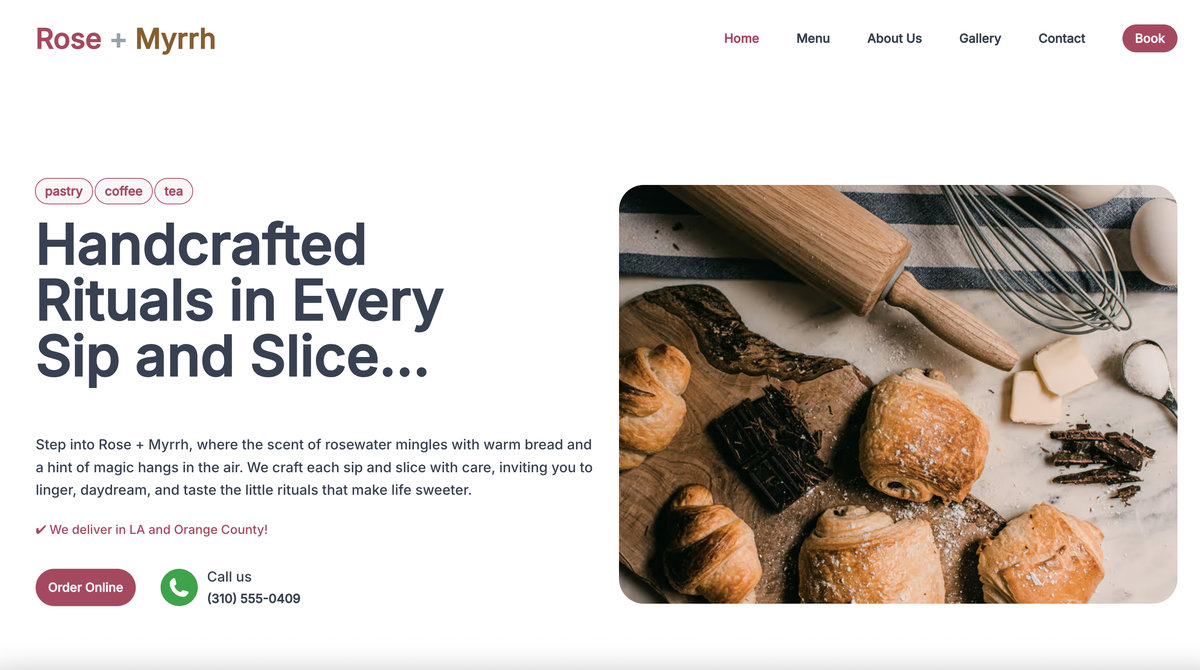 Rose + Myrrh
Home Menu About Us Gallery Contact Book
pastry coffee tea
Handcrafted
Rituals in Every
Sip and Slice...
Step into Rose + Myrrh, where the scent of rosewater mingles with warm bread and
a hint of magic hangs in the air. We craft each sip and slice with care, inviting you to
linger, daydream, and taste the little rituals that make life sweeter.
✔ We deliver in LA and Orange County!
Order Online
Call us
(310) 555-0409